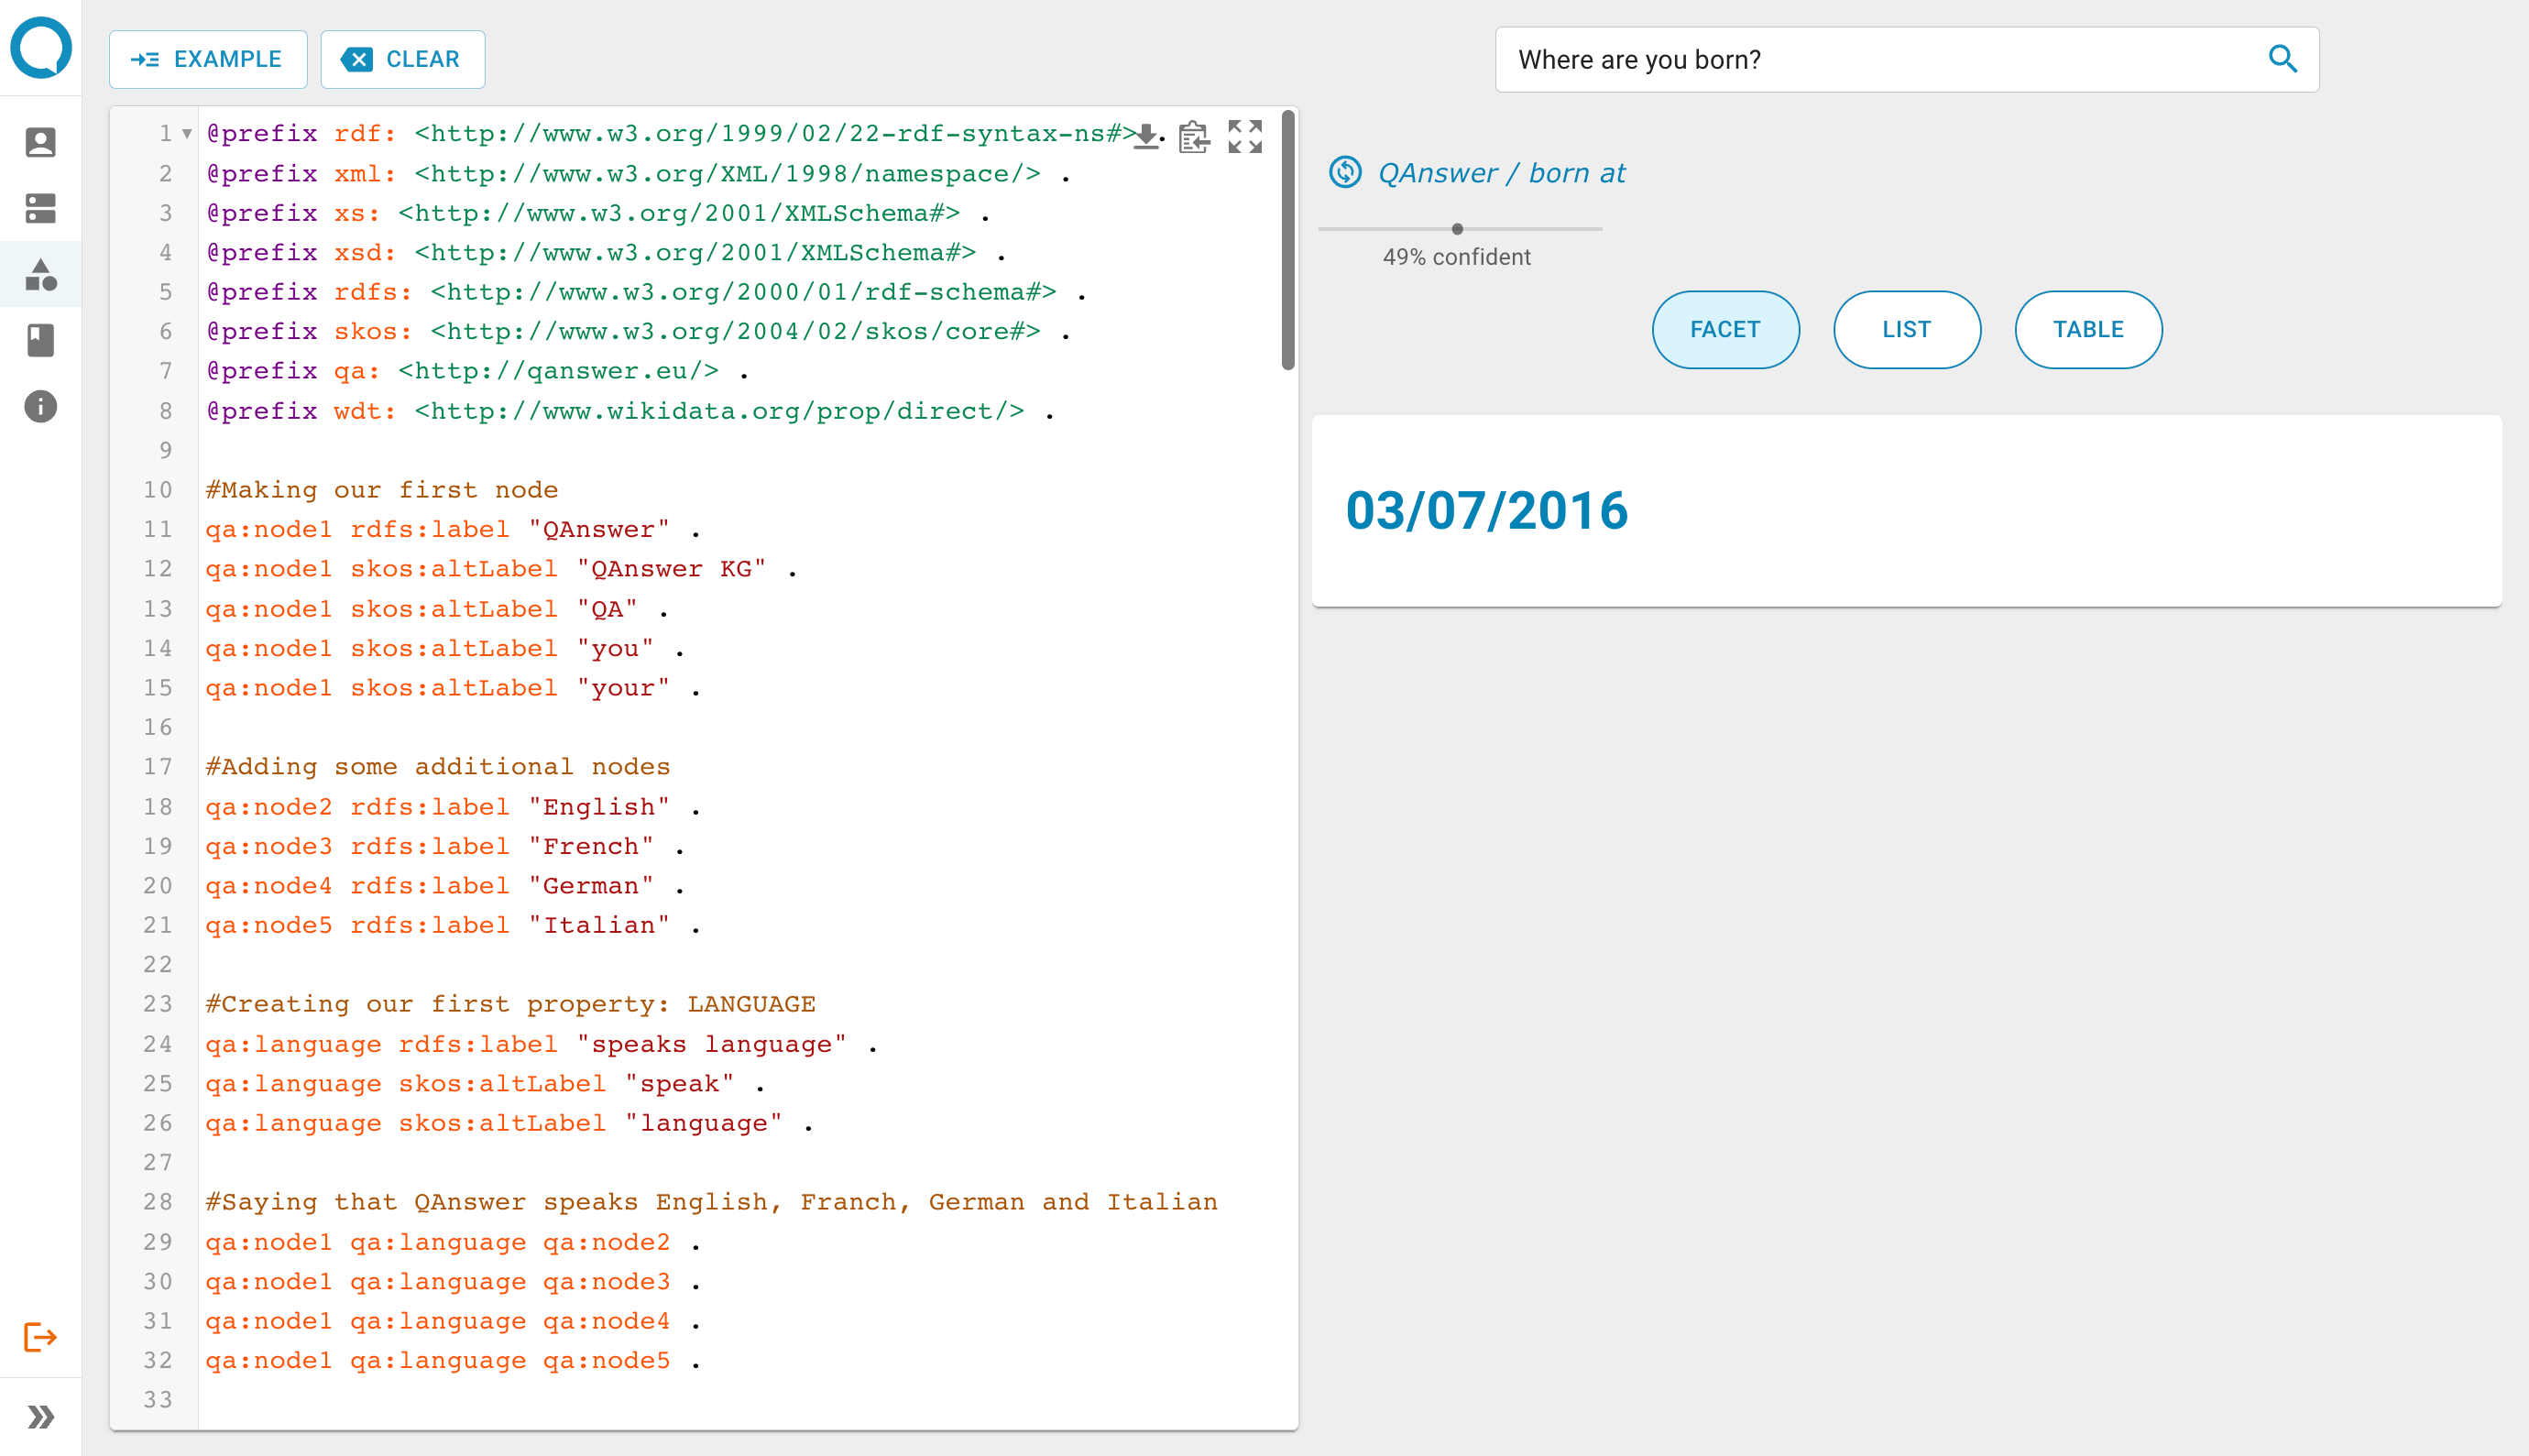 EXAMPLE
CLEAR
1 @prefix rdf: <http://www.w3.org/1999/02/22-rdf-syntax-ns#> .
2 @prefix xml: <http://www.w3.org/XML/1998/namespace/> .
3 @prefix xs: <http://www.w3.org/2001/XMLSchema#> .
4 @prefix xsd: <http://www.w3.org/2001/XMLSchema#> .
5 @prefix rdfs: <http://www.w3.org/2000/01/rdf-schema#> .
6 @prefix skos: <http://www.w3.org/2004/02/skos/core#> .
7 @prefix qa: <http://qanswer.eu/> .
8 @prefix wdt: <http://www.wikidata.org/prop/direct/> .
9
10 #Making our first node
11 qa:node1 rdfs:label "QAnswer" .
12 qa:node1 skos:altLabel "QAnswer KG" .
13 qa:node1 skos:altLabel "QA" .
14 qa:node1 skos:altLabel "you" .
15 qa:node1 skos:altLabel "your" .
16
17 #Adding some additional nodes
18 qa:node2 rdfs:label "English" .
19 qa:node3 rdfs:label "French" .
20 qa:node4 rdfs:label "German" .
21 qa:node5 rdfs:label "Italian" .
22
23 #Creating our first property: LANGUAGE
24 qa:language rdfs:label "speaks language" .
25 qa:language skos:altLabel "speak" .
26 qa:language skos:altLabel "language" .
27
28 #Saying that QAnswer speaks English, Franch, German and Italian
29 qa:node1 qa:language qa:node2 .
30 qa:node1 qa:language qa:node3 .
31 qa:node1 qa:language qa:node4 .
32 qa:node1 qa:language qa:node5 .
33
Where are you born?
QAnswer / born at
49% confident
FACET
LIST
TABLE
03/07/2016